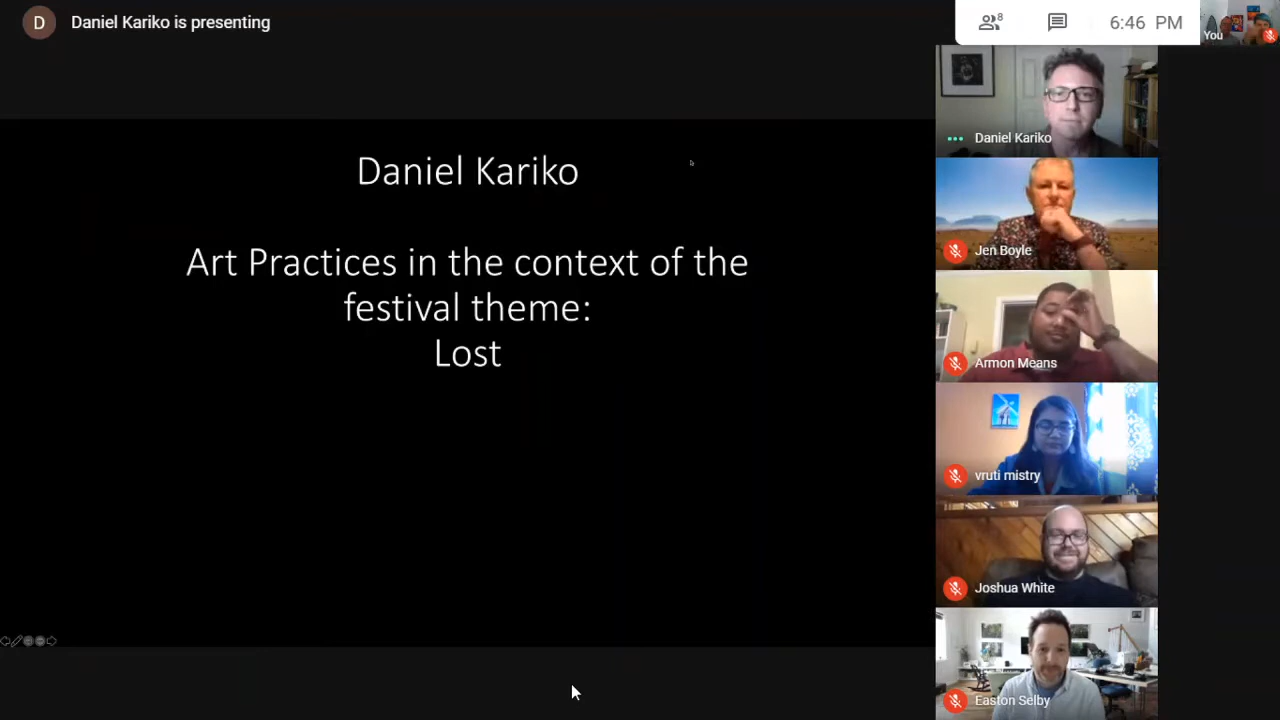 D
Daniel Kariko is presenting
8
6:46 PM
You
Daniel Kariko
Art Practices in the context of the
festival theme:
Lost
Daniel Kariko
Jen Boyle
Armon Means
vruti mistry
Joshua White
Easton Selby